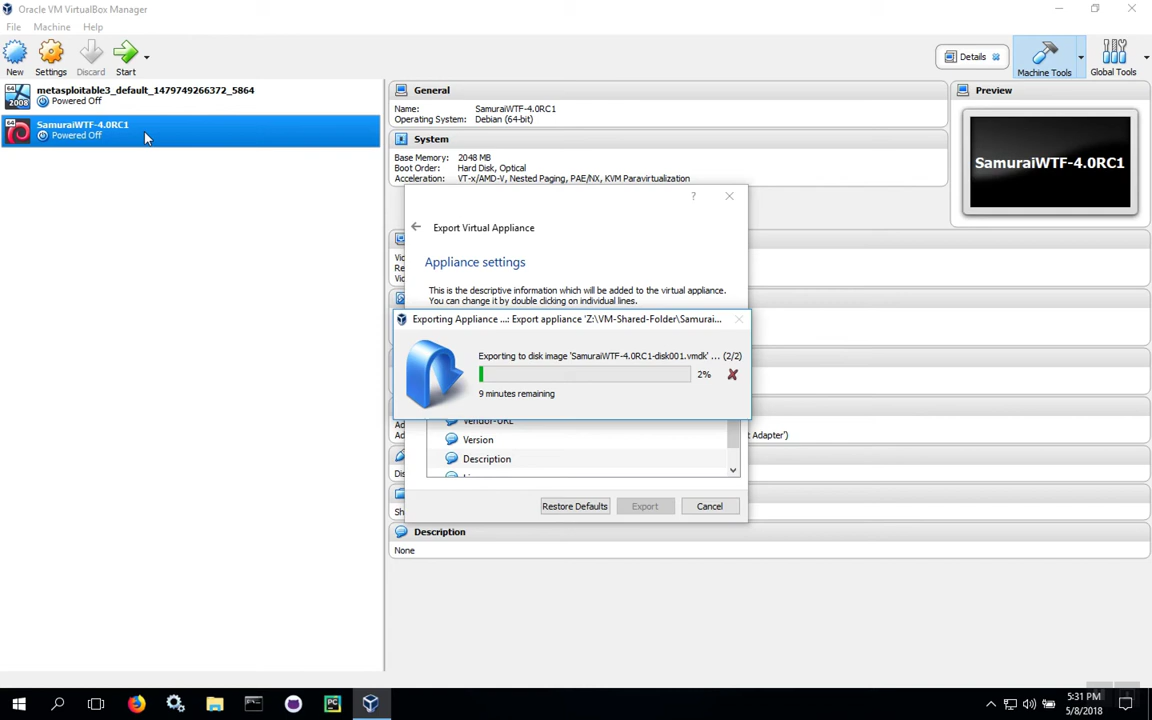 Oracle VM VirtualBox Manager
File Machine Help
New Settings Discard Start
Details
Machine Tools Global Tools
64
2008
metasploitable3_default_1479749266372_5864
Powered Off
64
SamuraiWTF-4.0RC1
Powered Off
General
Name: SamuraiWTF-4.0RC1
Operating System: Debian (64-bit)
System
Base Memory: 2048 MB
Boot Order: Hard Disk, Optical
Acceleration: VT-x/AMD-V, Nested Paging, PAE/NX, KVM Paravirtualization
Preview
SamuraiWTF-4.0RC1
?
Export Virtual Appliance
Appliance settings
This is the descriptive information which will be added to the virtual appliance.
You can change it by double clicking on individual lines.
Exporting Appliance ...: Export appliance 'Z:\VM-Shared-Folder\Samurai...
Exporting to disk image 'SamuraiWTF-4.0RC1-disk001.vmdk' ... (2/2)
2%
9 minutes remaining
Vendor-URL
Version
Description
t Adapter')
Restore Defaults Export Cancel
Description
None
PC
5:31 PM
5/8/2018